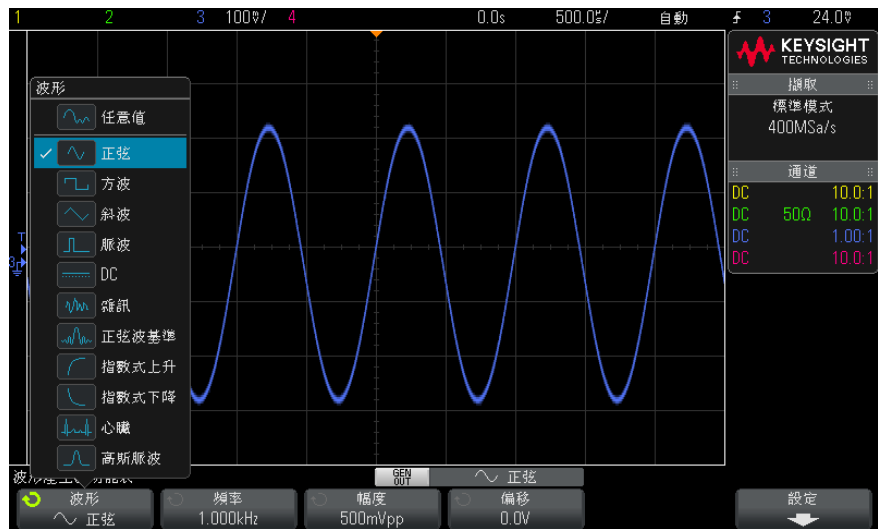 1 2 3 100▿/ 4 0.0s 500.0▿/ 自動 3 24.0▿
KEYSIGHT
TECHNOLOGIES
擷取
標準模式
400MSa/s
通道
DC 10.0:1
DC 50Ω 10.0:1
DC 1.00:1
DC 10.0:1
波形
任意值
正弦
方波
斜波
脈波
DC
雜訊
正弦波基準
指數式上升
指數式下降
心臟
高斯脈波
T
3
GEN
OUT
正弦
波形
正弦
頻率
1.000kHz
幅度
500mVpp
偏移
0.0V
設定